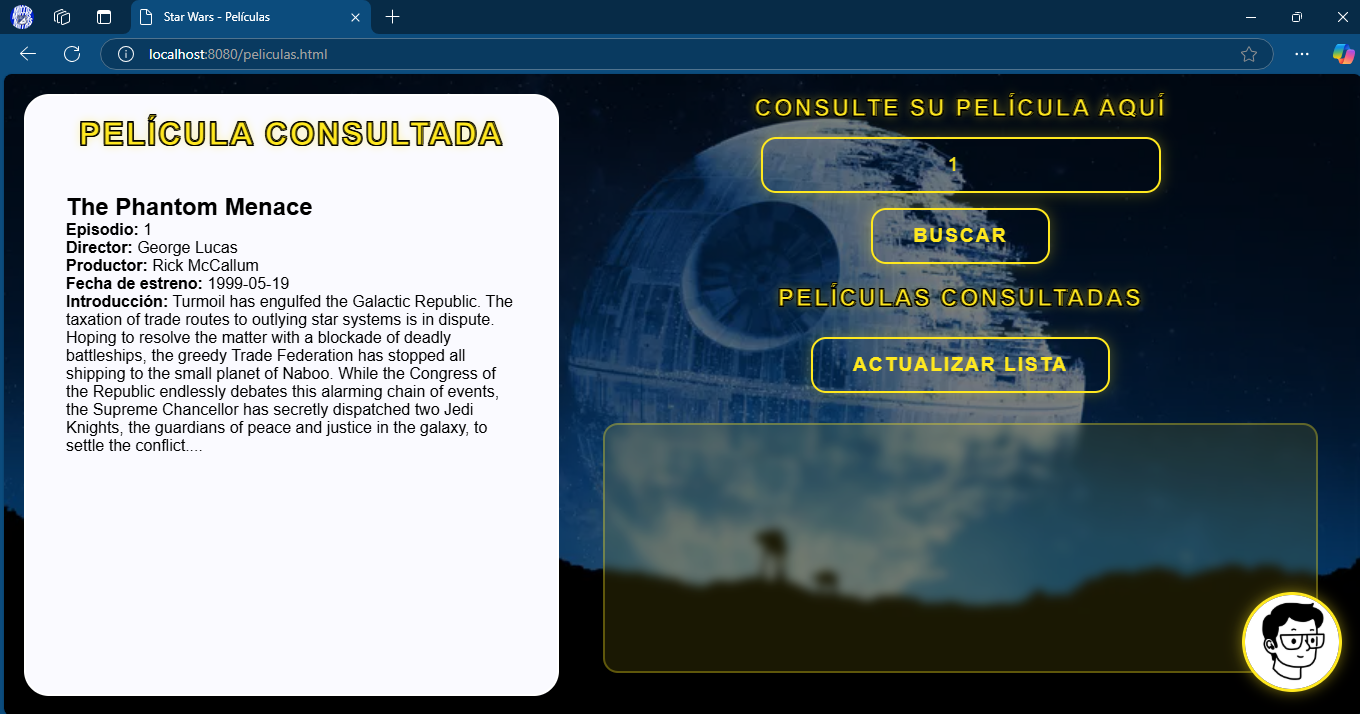 Star Wars - Películas
localhost:8080/peliculas.html
PELÍCULA CONSULTADA
The Phantom Menace
Episodio: 1
Director: George Lucas
Productor: Rick McCallum
Fecha de estreno: 1999-05-19
Introducción: Turmoil has engulfed the Galactic Republic. The
taxation of trade routes to outlying star systems is in dispute.
Hoping to resolve the matter with a blockade of deadly
battleships, the greedy Trade Federation has stopped all
shipping to the small planet of Naboo. While the Congress of
the Republic endlessly debates this alarming chain of events,
the Supreme Chancellor has secretly dispatched two Jedi
Knights, the guardians of peace and justice in the galaxy, to
settle the conflict....
CONSULTE SU PELÍCULA AQUÍ
1
BUSCAR
PELÍCULAS CONSULTADAS
ACTUALIZAR LISTA